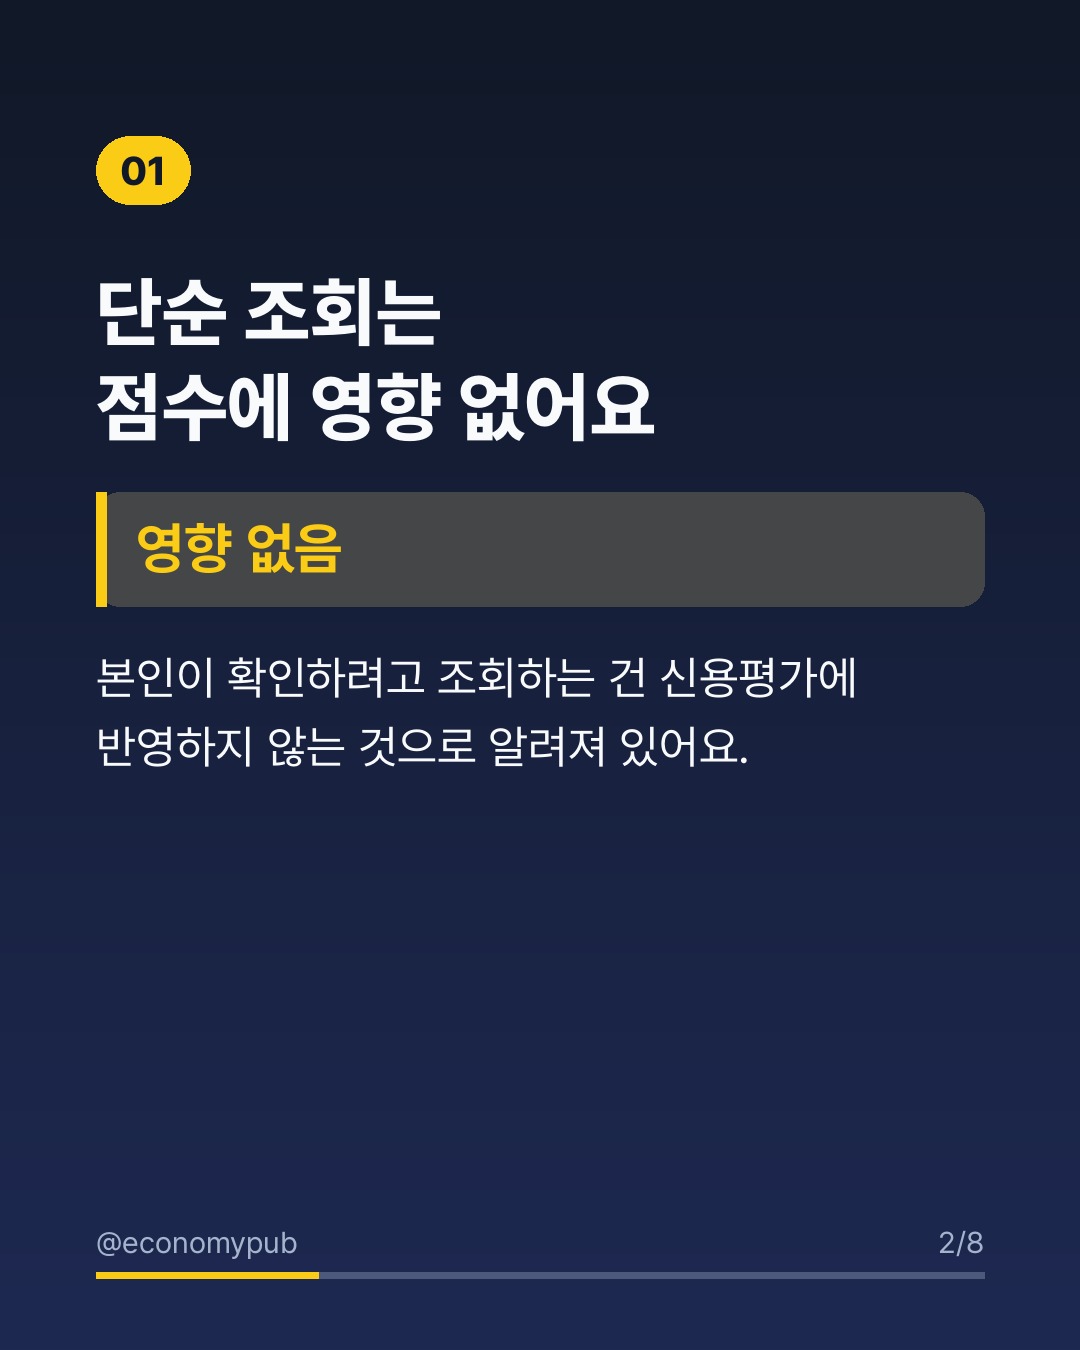 01
단순 조회는
점수에 영향 없어요
영향 없음
본인이 확인하려고 조회하는 건 신용평가에
반영하지 않는 것으로 알려져 있어요.
@economypub
2/8